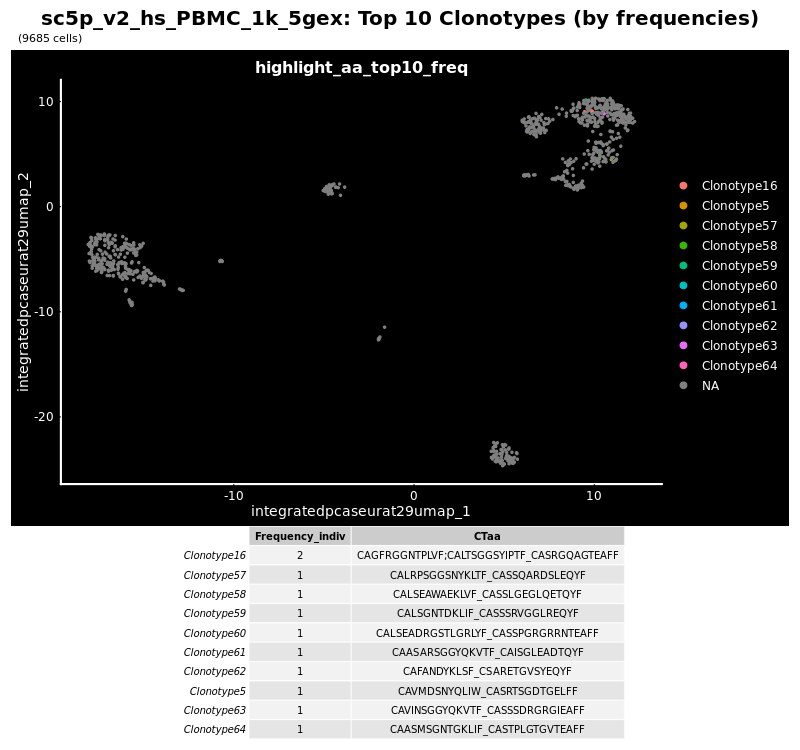 sc5p_v2_hs_PBMC_1k_5gex: Top 10 Clonotypes (by frequencies)
(9685 cells)
highlight_aa_top10_freq
10
0
-10
-20
integratedpcaseurat29umap_2
-10 0 10
integratedpcaseurat29umap_1
Clonotype16
Clonotype5
Clonotype57
Clonotype58
Clonotype59
Clonotype60
Clonotype61
Clonotype62
Clonotype63
Clonotype64
NA
Frequency_indiv CTaa
Clonotype16 2 CAGFRGGNTPLVF;CALTSGGSYIPTF_CASRGQAGTEAFF
Clonotype57 1 CALRPSGGSNYKLTF_CASSQARDSLEQYF
Clonotype58 1 CALSEAWAEKLVF_CASSLGEGLQETQYF
Clonotype59 1 CALSGNTDKLIF_CASSSRVGGLREQYF
Clonotype60 1 CALSEADRGSTLGRLYF_CASSPGRGRRNTEAFF
Clonotype61 1 CAASARSGGYQKVTF_CAISGLEADTQYF
Clonotype62 1 CAFANDYKLSF_CSARETGVSYEQYF
Clonotype5 1 CAVMDSNYQLIW_CASRTSGDTGELFF
Clonotype63 1 CAVINSGGYQKVTF_CASSSDRGRGIEAFF
Clonotype64 1 CAASMSGNTGKLIF_CASTPLGTGVTEAFF